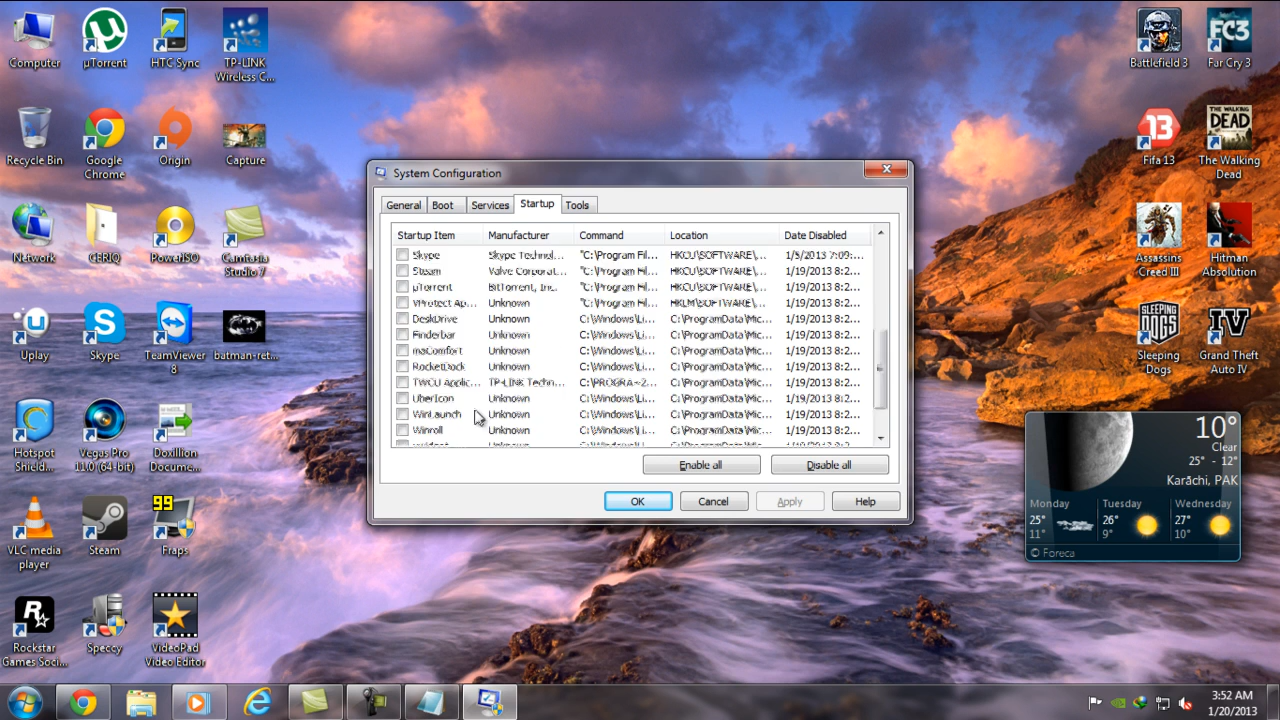 Computer
µTorrent
HTC Sync
TP-LINK
Wireless C...
Battlefield 3
Far Cry 3
Recycle Bin
Google
Chrome
Origin
Capture
Fifa 13
The Walking
Dead
Network
CERIQ
PowerISO
Camtasia
Studio 7
Assassins
Creed III
Hitman
Absolution
Uplay
Skype
TeamViewer
8
batman-ret...
Sleeping
Dogs
Grand Theft
Auto IV
Hotspot
Shield...
Vegas Pro
11.0 (64-bit)
Doxillion
Docume...
VLC media
player
Steam
99
Fraps
Rockstar
Games Soci...
Speccy
VideoPad
Video Editor
FC3
13
THE WALKING
DEAD
SLEEPING
DOGS
IV
System Configuration
General Boot Services Startup Tools
Startup Item Manufacturer Command Location Date Disabled
Skype Skype Technol... "C:\Program Fil... HKCU\SOFTWARE\... 1/5/2013 7:09:...
Steam Valve Corporat... "C:\Program Fil... HKCU\SOFTWARE\... 1/19/2013 8:2...
µTorrent BitTorrent, Inc. "C:\Program Fil... HKCU\SOFTWARE\... 1/19/2013 8:2...
VProtect Ap... Unknown "C:\Program Fil... HKLM\SOFTWARE\... 1/19/2013 8:2...
DeskDrive Unknown C:\Windows\I... C:\ProgramData\Mic... 1/19/2013 8:2...
Finderbar Unknown C:\Windows\I... C:\ProgramData\Mic... 1/19/2013 8:2...
maComfort Unknown C:\Windows\I... C:\ProgramData\Mic... 1/19/2013 8:2...
RocketDock Unknown C:\Windows\I... C:\ProgramData\Mic... 1/19/2013 8:2...
TWCU Applic... TP-LINK Techn... C:\PROGRA~2... C:\ProgramData\Mic... 1/19/2013 8:2...
UberIcon Unknown C:\Windows\I... C:\ProgramData\Mic... 1/19/2013 8:2...
WinLaunch Unknown C:\Windows\I... C:\ProgramData\Mic... 1/19/2013 8:2...
Winroll Unknown C:\Windows\I... C:\ProgramData\Mic... 1/19/2013 8:2...
Enable all Disable all
OK Cancel Apply Help
10°
Clear
25° - 12°
Karāchi, PAK
Monday Tuesday Wednesday
25° 26° 27°
11° 9° 10°
© Foreca
3:52 AM
1/20/2013